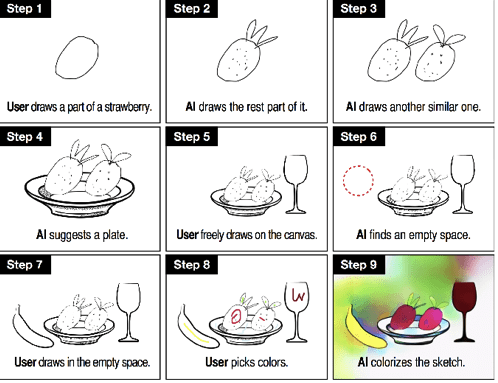 Step 1
User draws a part of a strawberry.
Step 2
AI draws the rest part of it.
Step 3
AI draws another similar one.
Step 4
AI suggests a plate.
Step 5
User freely draws on the canvas.
Step 6
AI finds an empty space.
Step 7
User draws in the empty space.
Step 8
User picks colors.
Step 9
AI colorizes the sketch.